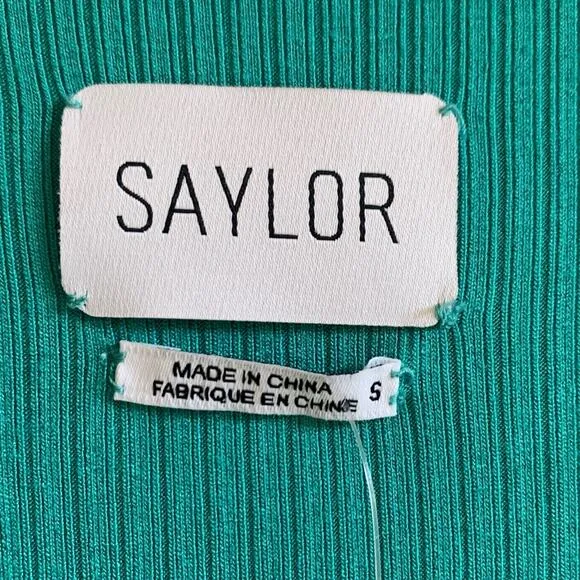 SAYLOR
MADE IN CHINA
FABRIQUE EN CHINE
S